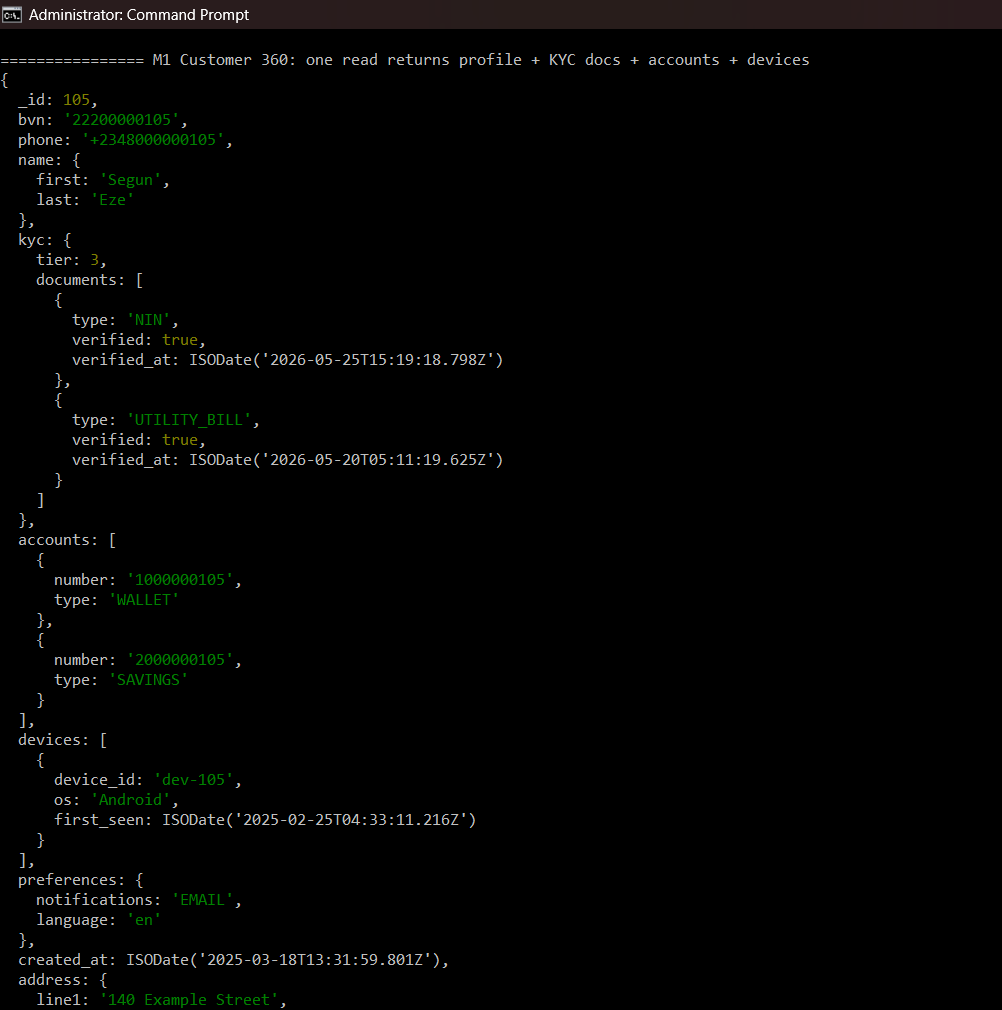 Administrator: Command Prompt
================ M1 Customer 360: one read returns profile + KYC docs + accounts + devices
{
  _id: 105,
  bvn: '22200000105',
  phone: '+2348000000105',
  name: {
    first: 'Segun',
    last: 'Eze'
  },
  kyc: {
    tier: 3,
    documents: [
      {
        type: 'NIN',
        verified: true,
        verified_at: ISODate('2026-05-25T15:19:18.798Z')
      },
      {
        type: 'UTILITY_BILL',
        verified: true,
        verified_at: ISODate('2026-05-20T05:11:19.625Z')
      }
    ]
  },
  accounts: [
    {
      number: '1000000105',
      type: 'WALLET'
    },
    {
      number: '2000000105',
      type: 'SAVINGS'
    }
  ],
  devices: [
    {
      device_id: 'dev-105',
      os: 'Android',
      first_seen: ISODate('2025-02-25T04:33:11.216Z')
    }
  ],
  preferences: {
    notifications: 'EMAIL',
    language: 'en'
  },
  created_at: ISODate('2025-03-18T13:31:59.801Z'),
  address: {
    line1: '140 Example Street',